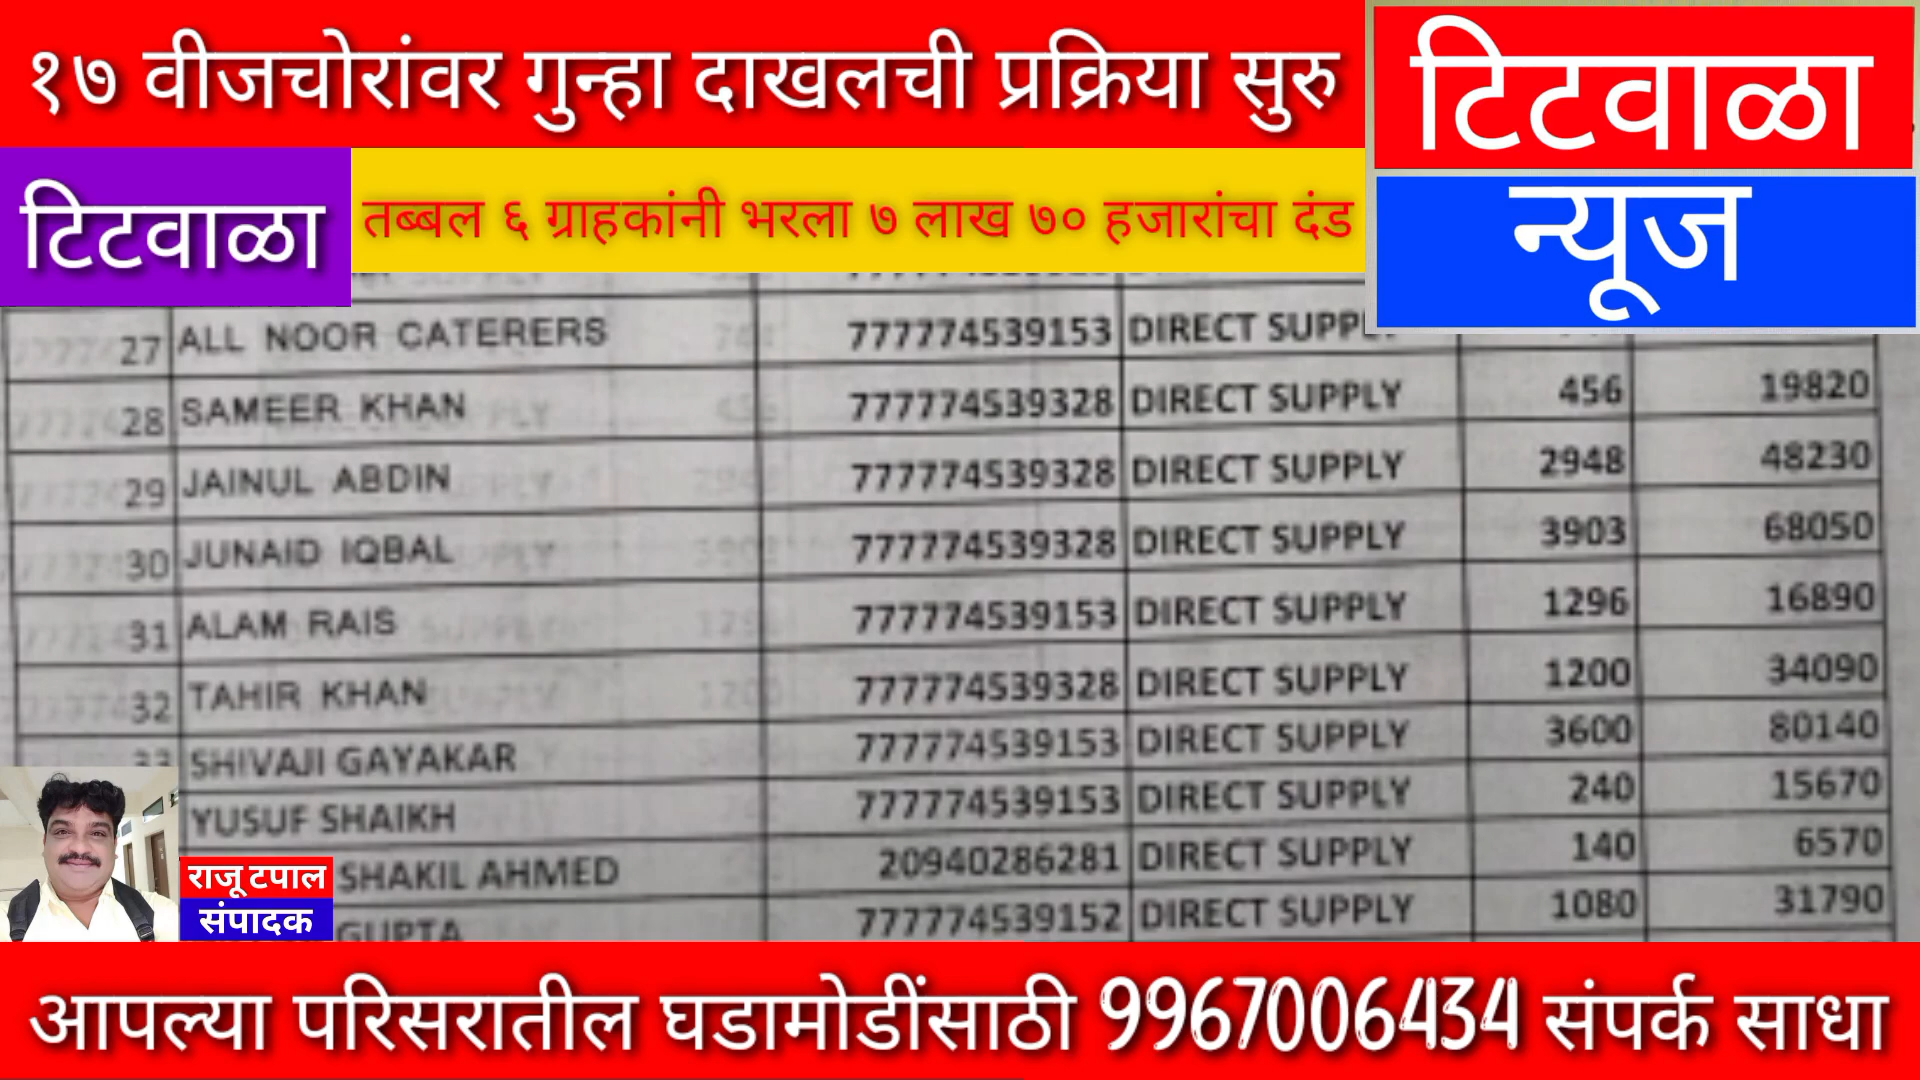 १७ वीजचोरांवर गुन्हा दाखलची प्रक्रिया सुरु
टिटवाळा
न्यूज
टिटवाळा
तब्बल ६ ग्राहकांनी भरला ७ लाख ७० हजारांचा दंड
27 ALL NOOR CATERERS 777774539153 DIRECT SUPPLY
28 SAMEER KHAN 777774539328 DIRECT SUPPLY 456 19820
29 JAINUL ABDIN 777774539328 DIRECT SUPPLY 2948 48230
30 JUNAID IQBAL 777774539328 DIRECT SUPPLY 3903 68050
31 ALAM RAIS 777774539153 DIRECT SUPPLY 1296 16890
32 TAHIR KHAN 777774539328 DIRECT SUPPLY 1200 34090
33 SHIVAJI GAYAKAR 777774539153 DIRECT SUPPLY 3600 80140
YUSUF SHAIKH 777774539153 DIRECT SUPPLY 240 15670
SHAKIL AHMED 20940286281 DIRECT SUPPLY 140 6570
GUPTA 777774539152 DIRECT SUPPLY 1080 31790
राजू टपाल
संपादक
आपल्या परिसरातील घडामोडींसाठी 9967006434 संपर्क साधा